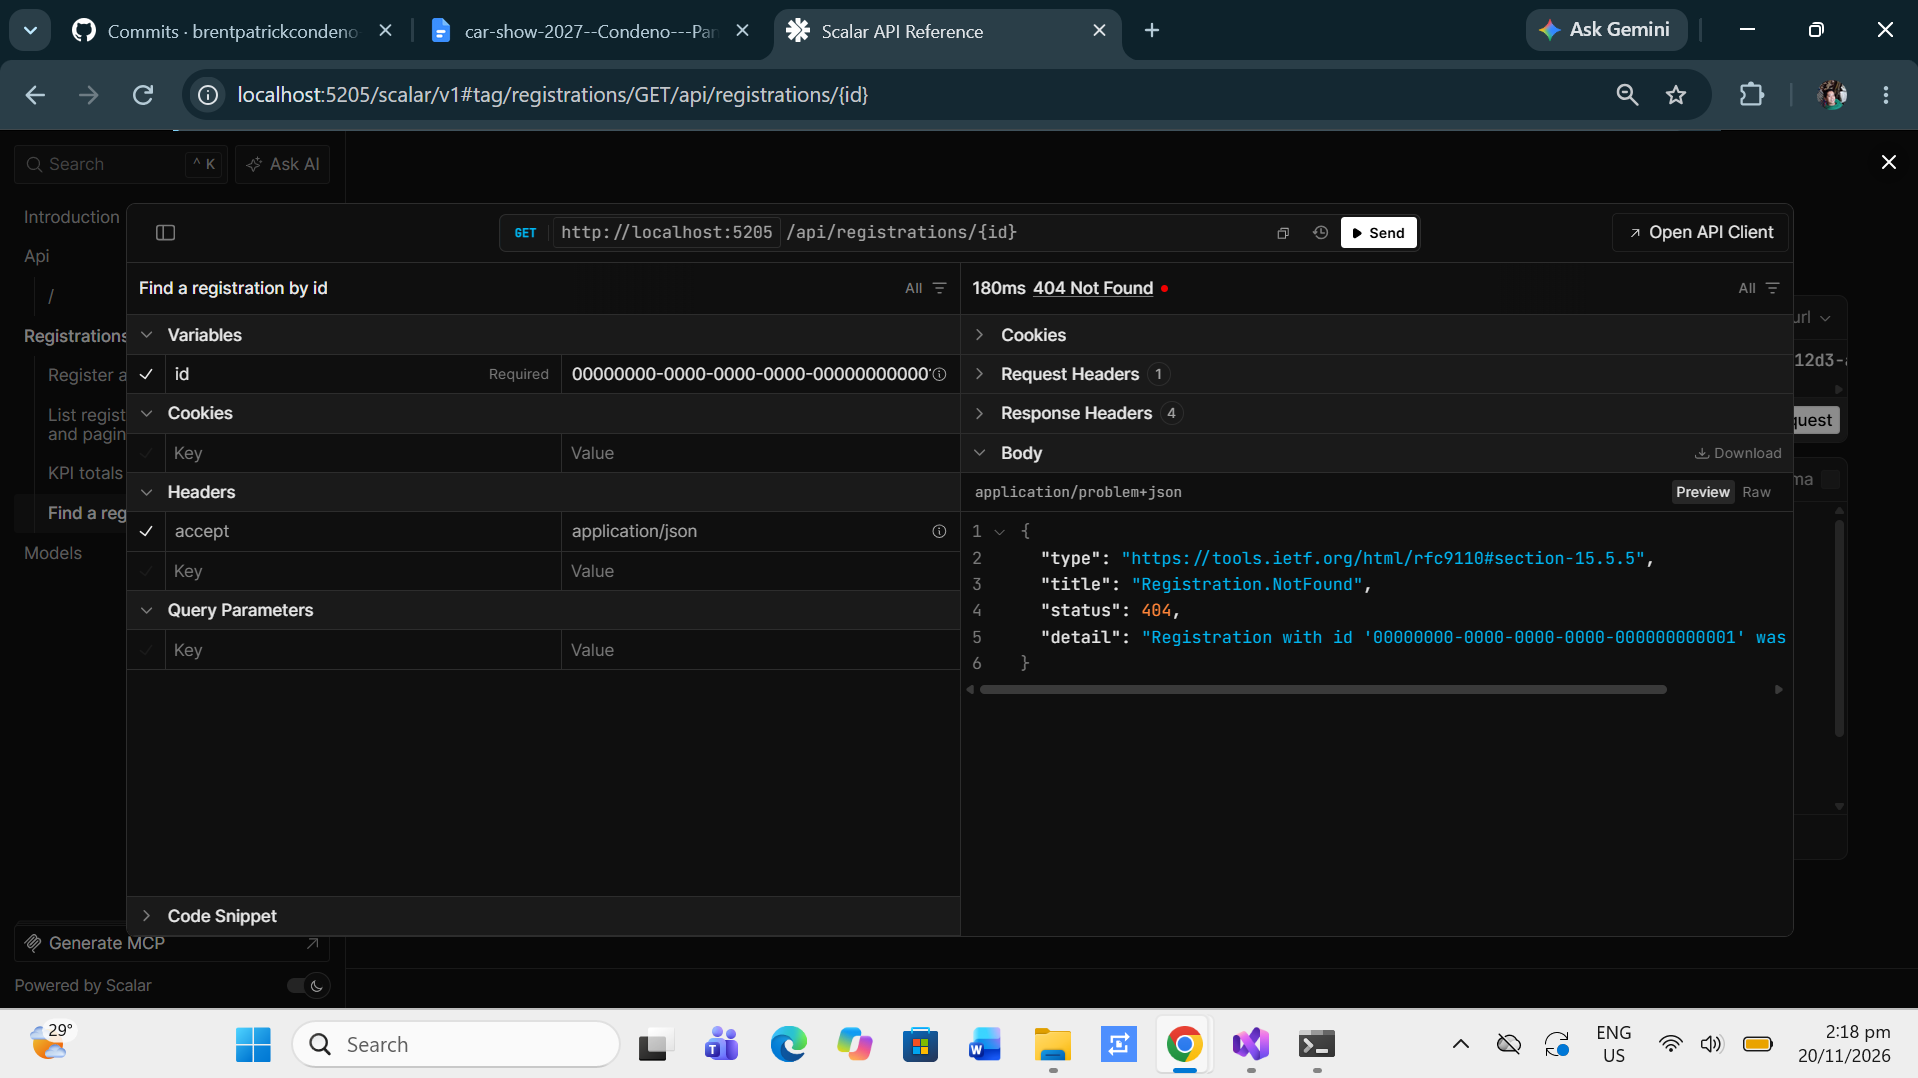 Commits · brentpatrickcondeno
car-show-2027--Condeno---Pan
Scalar API Reference
Ask Gemini
localhost:5205/scalar/v1#tag/registrations/GET/api/registrations/{id}
Search
^ K
Ask AI
Introduction
Api
/
Registrations
Register a
List regist
and pagin
KPI totals
Find a reg
Models
GET
http://localhost:5205
/api/registrations/{id}
Send
Open API Client
Find a registration by id
All
180ms 404 Not Found
All
Variables
id
Required
00000000-0000-0000-0000-00000000000
Cookies
Key
Value
Headers
accept
application/json
Key
Value
Query Parameters
Key
Value
Code Snippet
Cookies
Request Headers 1
Response Headers 4
Body
Download
application/problem+json
Preview
Raw
1 {
2 "type": "https://tools.ietf.org/html/rfc9110#section-15.5.5",
3 "title": "Registration.NotFound",
4 "status": 404,
5 "detail": "Registration with id '00000000-0000-0000-0000-000000000001' was
6 }
url
12d3-a
quest
ma
Generate MCP
Powered by Scalar
29°
Search
ENG
US
2:18 pm
20/11/2026